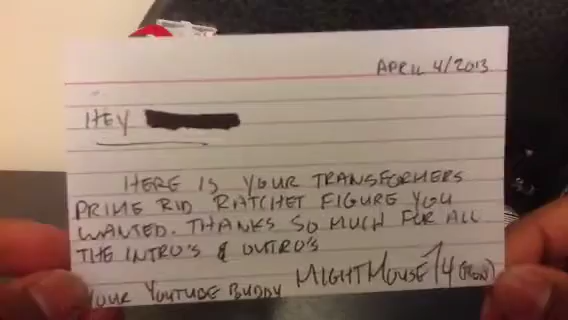 APRIL 4/2013
HEY
HERE IS YOUR TRANSFORMERS
PRIME RID RATCHET FIGURE YOU
WANTED. THANKS SO MUCH FOR ALL
THE INTRO'S & OUTRO'S
YOUR YOUTUBE BUDDY MIGHTMOUSE74